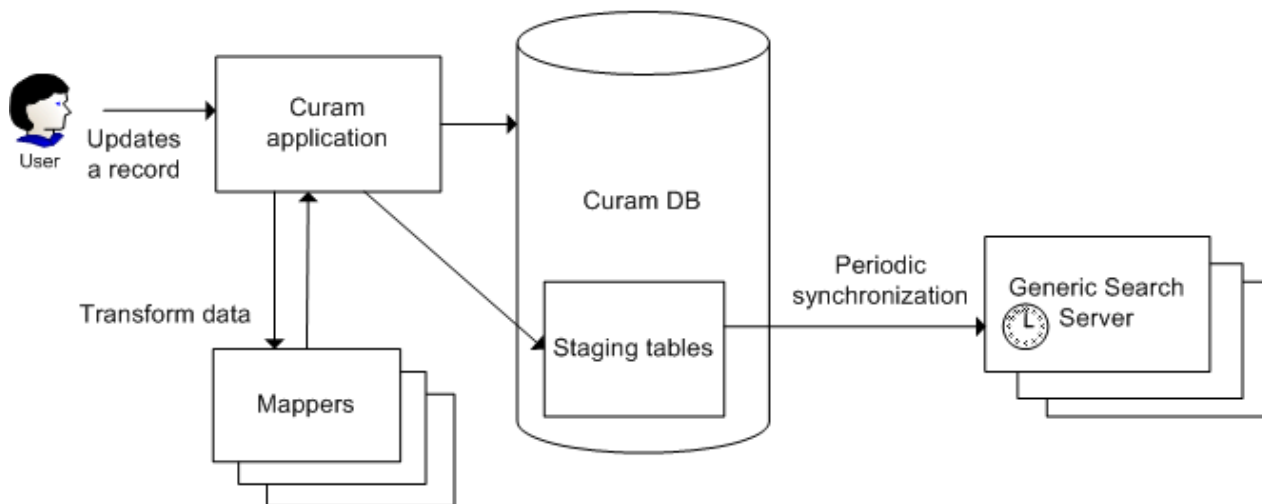 User
Updates
a record
Curam
application
Transform data
Mappers
Curam DB
Staging tables
Periodic
synchronization
Generic Search
Server